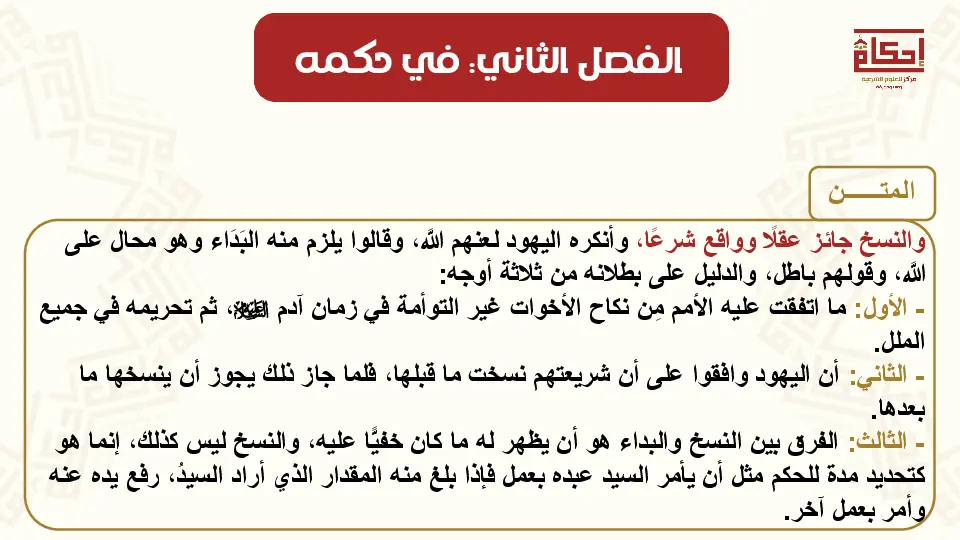 الفصل الثاني: في حكمه
إحكام
مركز للعلوم الشرعية
المتـــــن
والنسخ جائز عقلًا وواقع شرعًا، وأنكره اليهود لعنهم الله، وقالوا يلزم منه البَدَاء وهو محال على
الله، وقولهم باطل، والدليل على بطلانه من ثلاثة أوجه:
- الأول: ما اتفقت عليه الأمم مِن نكاح الأخوات غير التوأمة في زمان آدم ﷺ، ثم تحريمه في جميع
الملل.
- الثاني: أن اليهود وافقوا على أن شريعتهم نسخت ما قبلها، فلما جاز ذلك يجوز أن ينسخها ما
بعدها.
- الثالث: الفرق بين النسخ والبداء هو أن يظهر له ما كان خفيًّا عليه، والنسخ ليس كذلك، إنما هو
كتحديد مدة للحكم مثل أن يأمر السيد عبده بعمل فإذا بلغ منه المقدار الذي أراد السيدُ، رفع يده عنه
وأمر بعمل آخر.